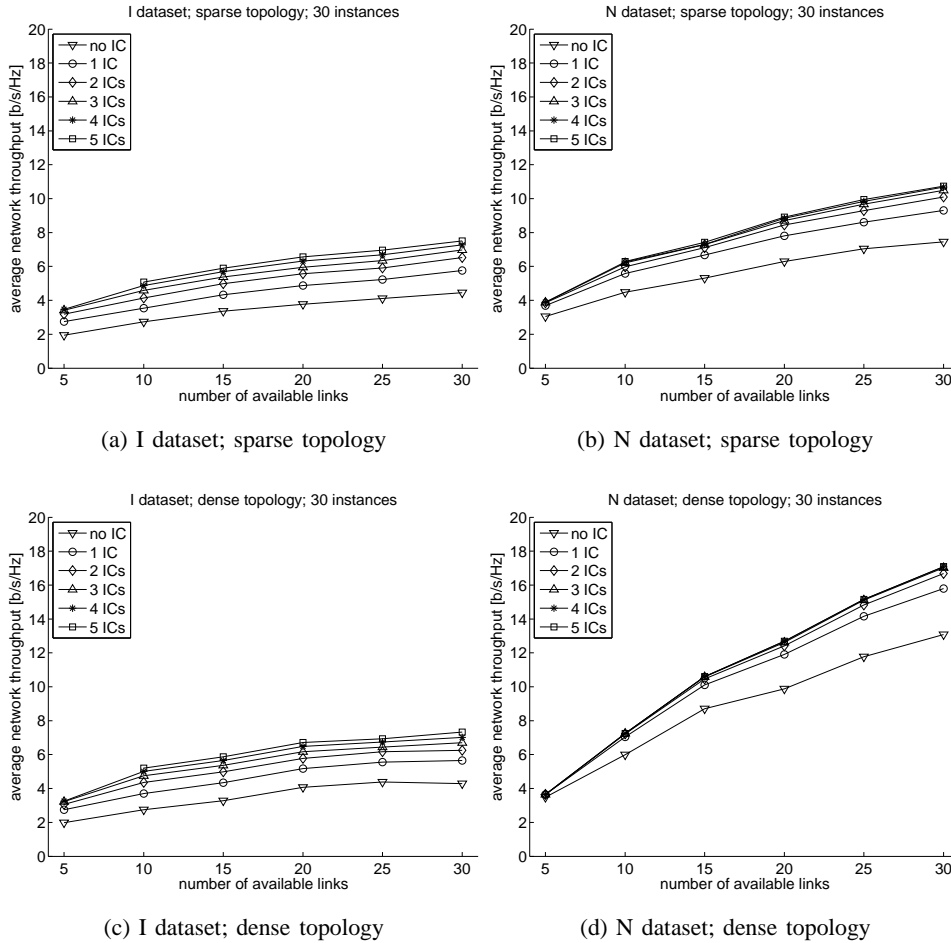 I dataset; sparse topology; 30 instances
average network throughput [b/s/Hz]
20
18
16
14
12
10
8
6
4
2
0
no IC
1 IC
2 ICs
3 ICs
4 ICs
5 ICs
5 10 15 20 25 30
number of available links
(a) I dataset; sparse topology
N dataset; sparse topology; 30 instances
average network throughput [b/s/Hz]
20
18
16
14
12
10
8
6
4
2
0
no IC
1 IC
2 ICs
3 ICs
4 ICs
5 ICs
5 10 15 20 25 30
number of available links
(b) N dataset; sparse topology
I dataset; dense topology; 30 instances
average network throughput [b/s/Hz]
20
18
16
14
12
10
8
6
4
2
0
no IC
1 IC
2 ICs
3 ICs
4 ICs
5 ICs
5 10 15 20 25 30
number of available links
(c) I dataset; dense topology
N dataset; dense topology; 30 instances
average network throughput [b/s/Hz]
20
18
16
14
12
10
8
6
4
2
0
no IC
1 IC
2 ICs
3 ICs
4 ICs
5 ICs
5 10 15 20 25 30
number of available links
(d) N dataset; dense topology